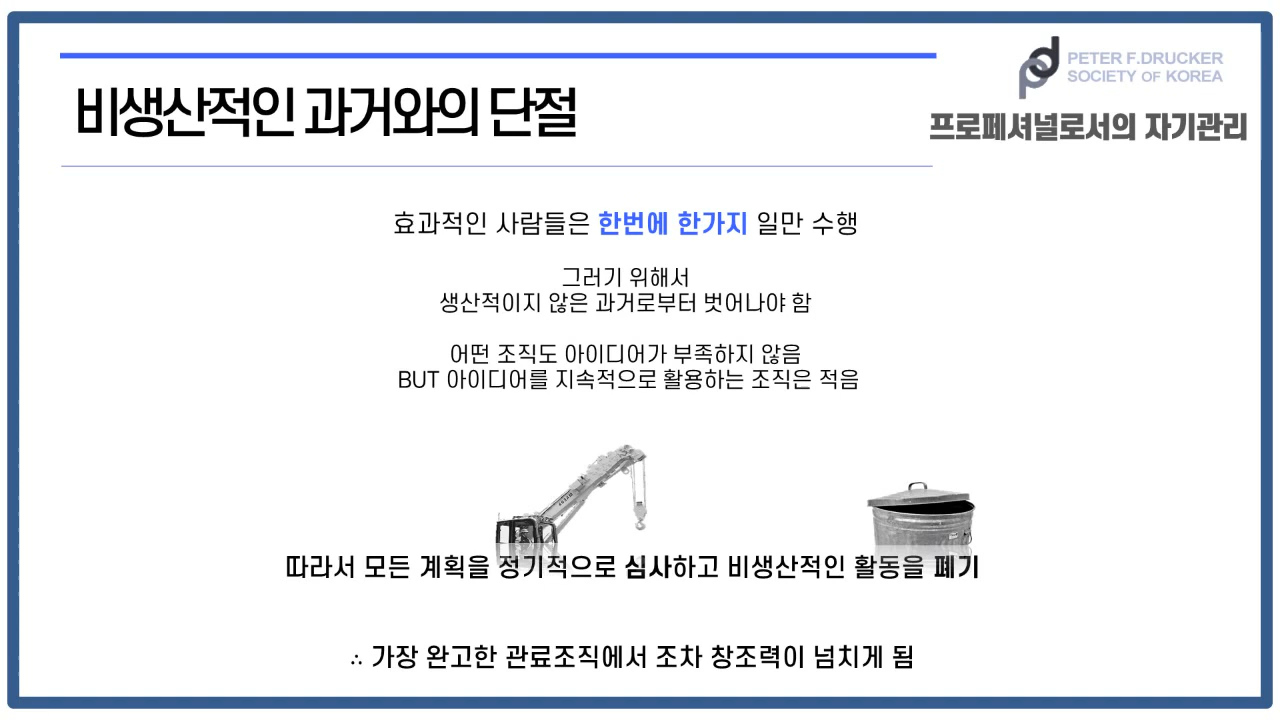 PETER F.DRUCKER
SOCIETY OF KOREA
비생산적인 과거와의 단절
프로페셔널로서의 자기관리
효과적인 사람들은 한번에 한가지 일만 수행
그러기 위해서
생산적이지 않은 과거로부터 벗어나야 함
어떤 조직도 아이디어가 부족하지 않음
BUT 아이디어를 지속적으로 활용하는 조직은 적음
따라서 모든 계획을 정기적으로 심사하고 비생산적인 활동을 폐기
∴ 가장 완고한 관료조직에서 조차 창조력이 넘치게 됨